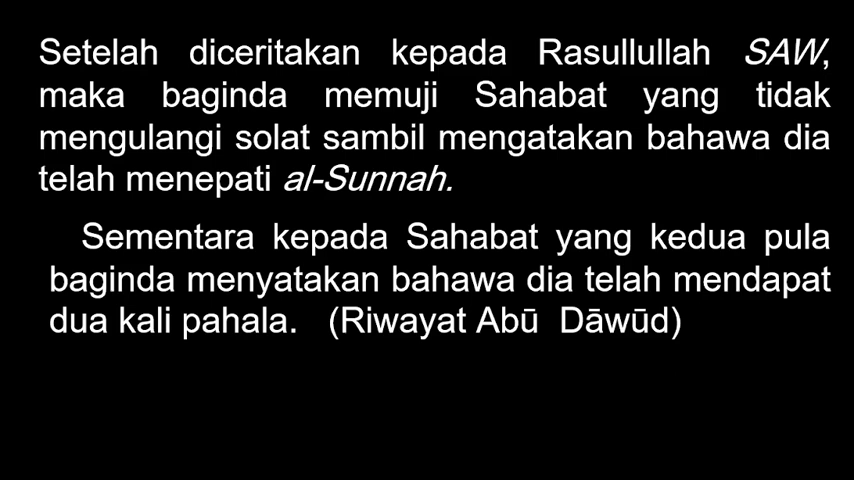 Setelah diceritakan kepada Rasullullah SAW,
maka baginda memuji Sahabat yang tidak
mengulangi solat sambil mengatakan bahawa dia
telah menepati al-Sunnah.
Sementara kepada Sahabat yang kedua pula
baginda menyatakan bahawa dia telah mendapat
dua kali pahala. (Riwayat Abū Dāwūd)